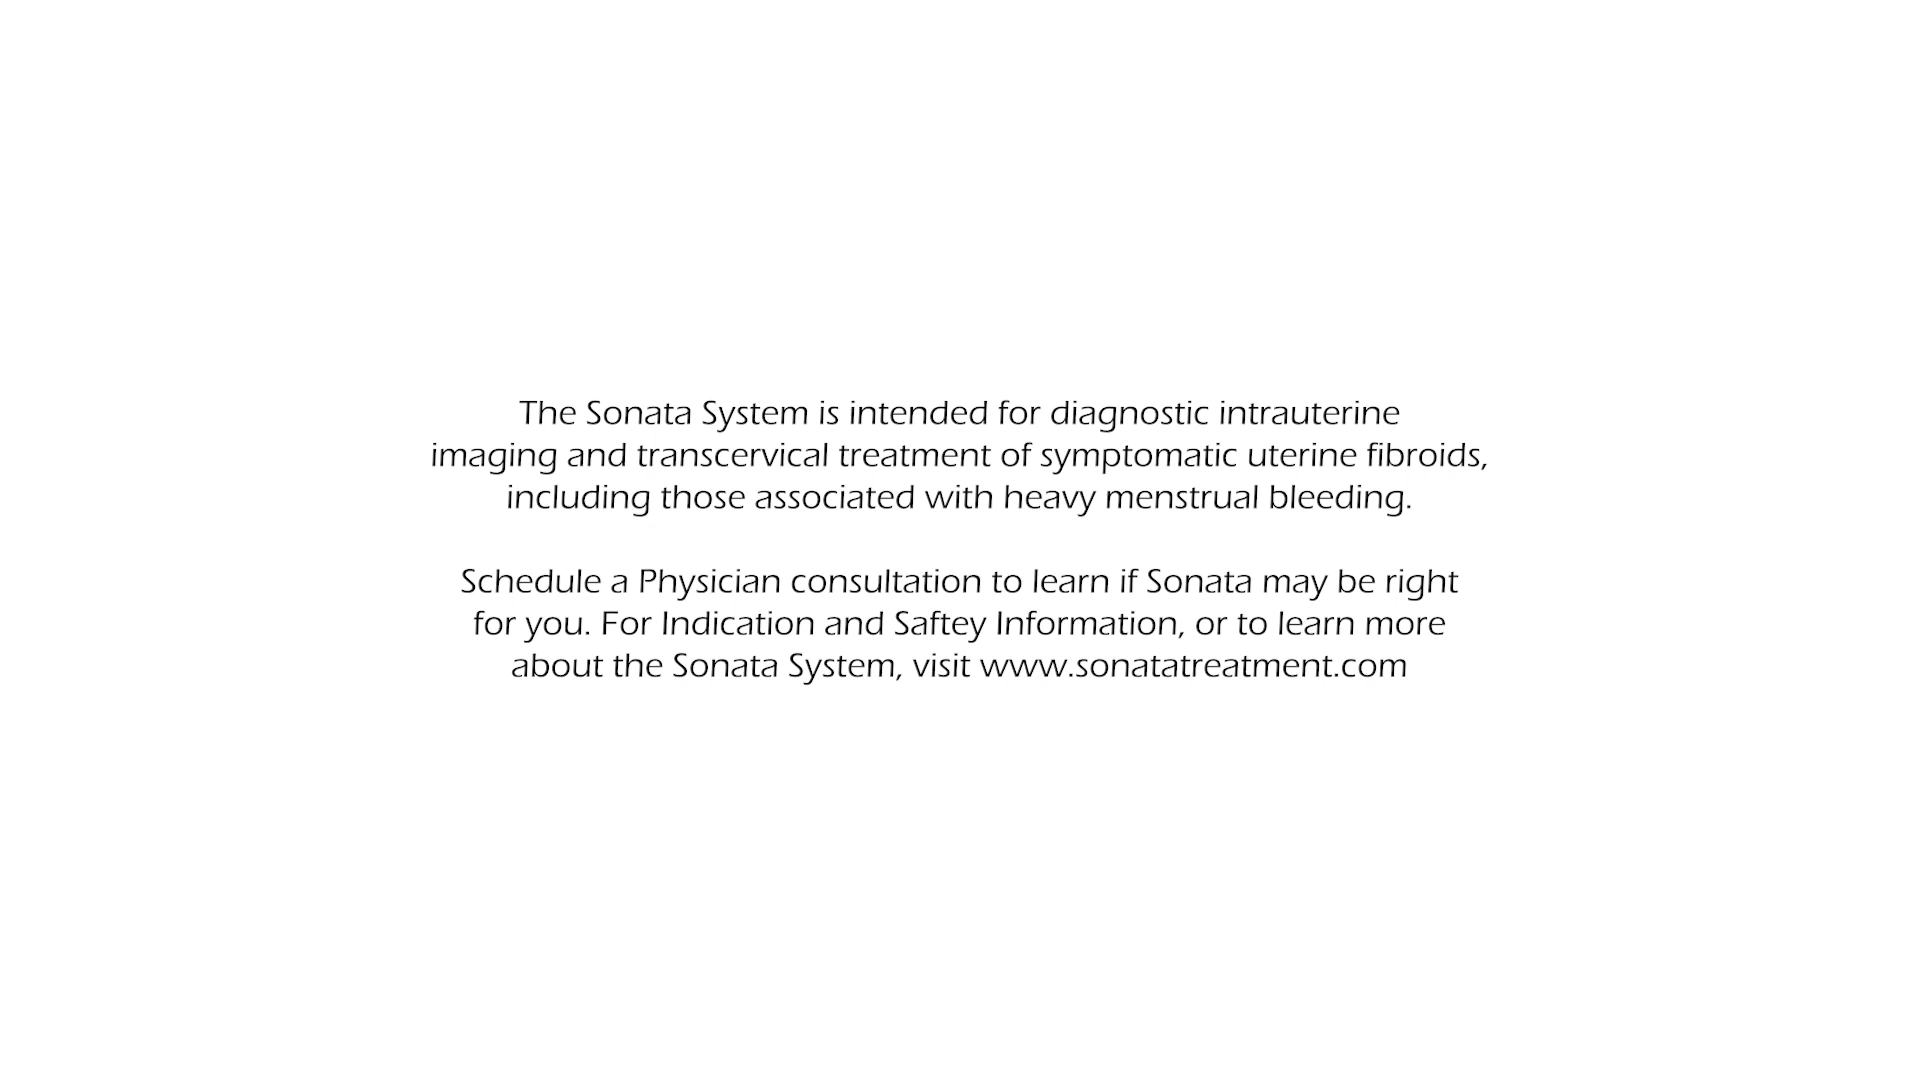 The Sonata System is intended for diagnostic intrauterine
imaging and transcervical treatment of symptomatic uterine fibroids,
including those associated with heavy menstrual bleeding.
Schedule a Physician consultation to learn if Sonata may be right
for you. For Indication and Saftey Information, or to learn more
about the Sonata System, visit www.sonatatreatment.com